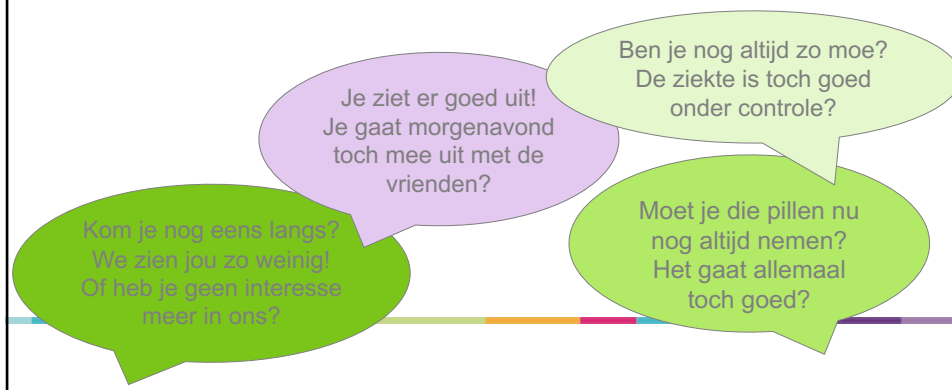 Ben je nog altijd zo moe?
De ziekte is toch goed
onder controle?
Je ziet er goed uit!
Je gaat morgenavond
toch mee uit met de
vrienden?
Kom je nog eens langs?
We zien jou zo weinig!
Of heb je geen interesse
meer in ons?
Moet je die pillen nu
nog altijd nemen?
Het gaat allemaal
toch goed?